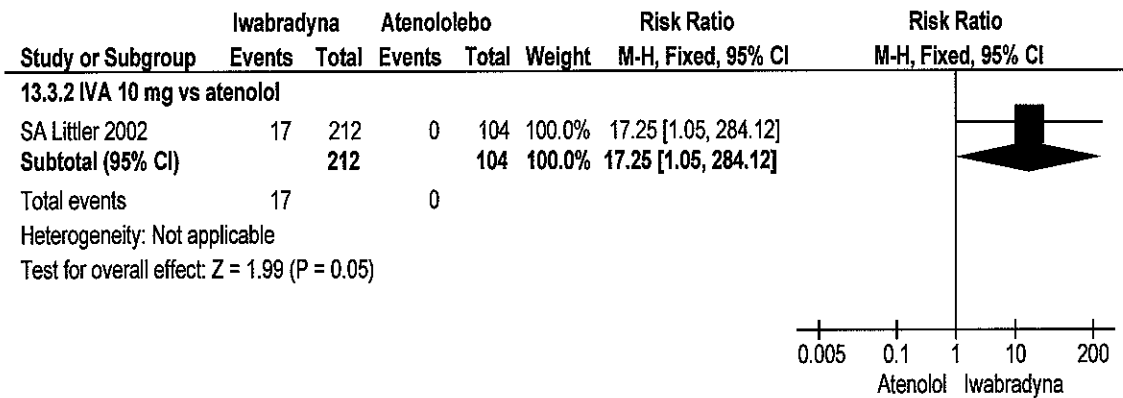 Iwabradyna Atenololebo Risk Ratio Risk Ratio
Study or Subgroup Events Total Events Total Weight M-H, Fixed, 95% CI M-H, Fixed, 95% CI
13.3.2 IVA 10 mg vs atenolol
SA Littler 2002 17 212 0 104 100.0% 17.25 [1.05, 284.12]
Subtotal (95% CI) 212 104 100.0% 17.25 [1.05, 284.12]
Total events 17 0
Heterogeneity: Not applicable
Test for overall effect: Z = 1.99 (P = 0.05)
0.005 0.1 1 10 200
Atenolol Iwabradyna